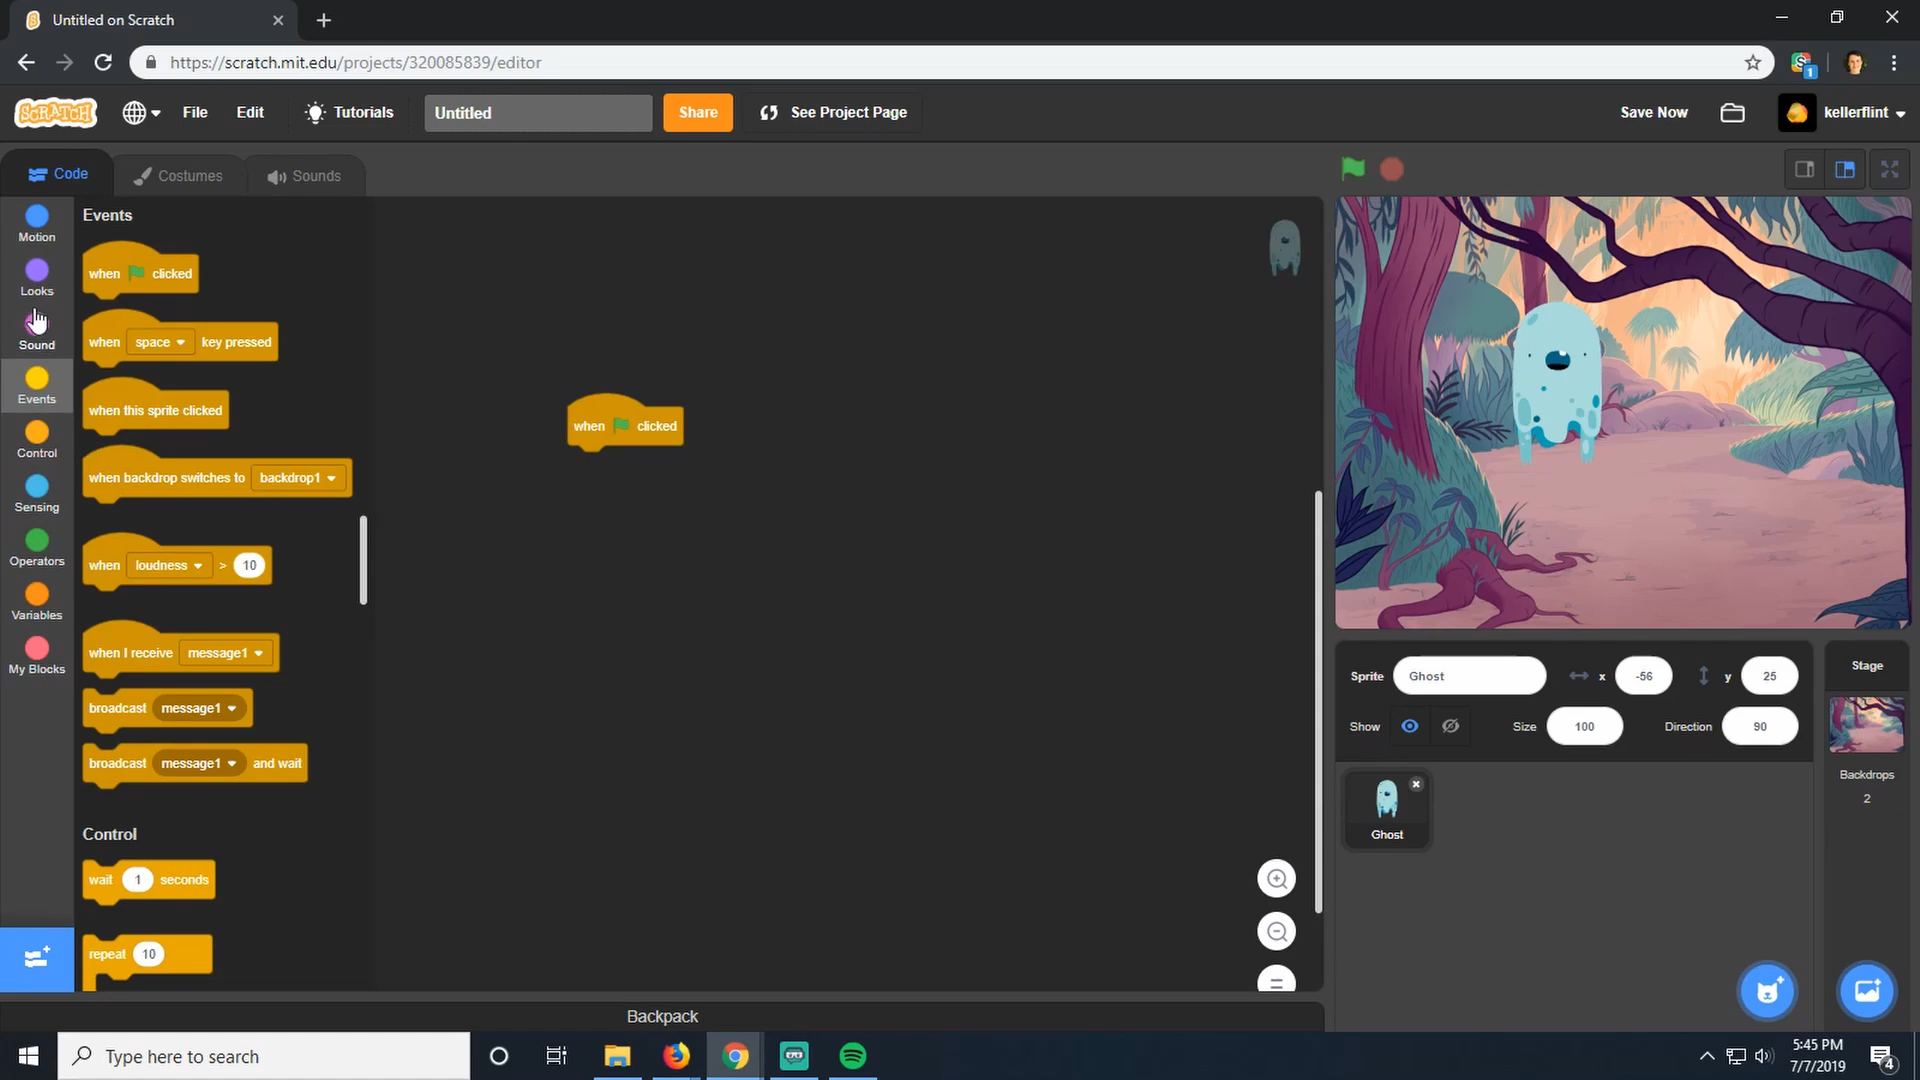 Untitled on Scratch
https://scratch.mit.edu/projects/320085839/editor
1
SCRATCH
File
Edit
Tutorials
Untitled
Share
See Project Page
Save Now
kellerflint
Code
Costumes
Sounds
Motion
Looks
Sound
Events
Control
Sensing
Operators
Variables
My Blocks
Events
when clicked
when space key pressed
when this sprite clicked
when backdrop switches to backdrop1
when loudness > 10
when I receive message1
broadcast message1
broadcast message1 and wait
Control
wait 1 seconds
repeat 10
when clicked
Backpack
Sprite Ghost x -56 y 25
Show Size 100 Direction 90
Ghost
Stage
Backdrops
2
Type here to search
5:45 PM
7/7/2019
4